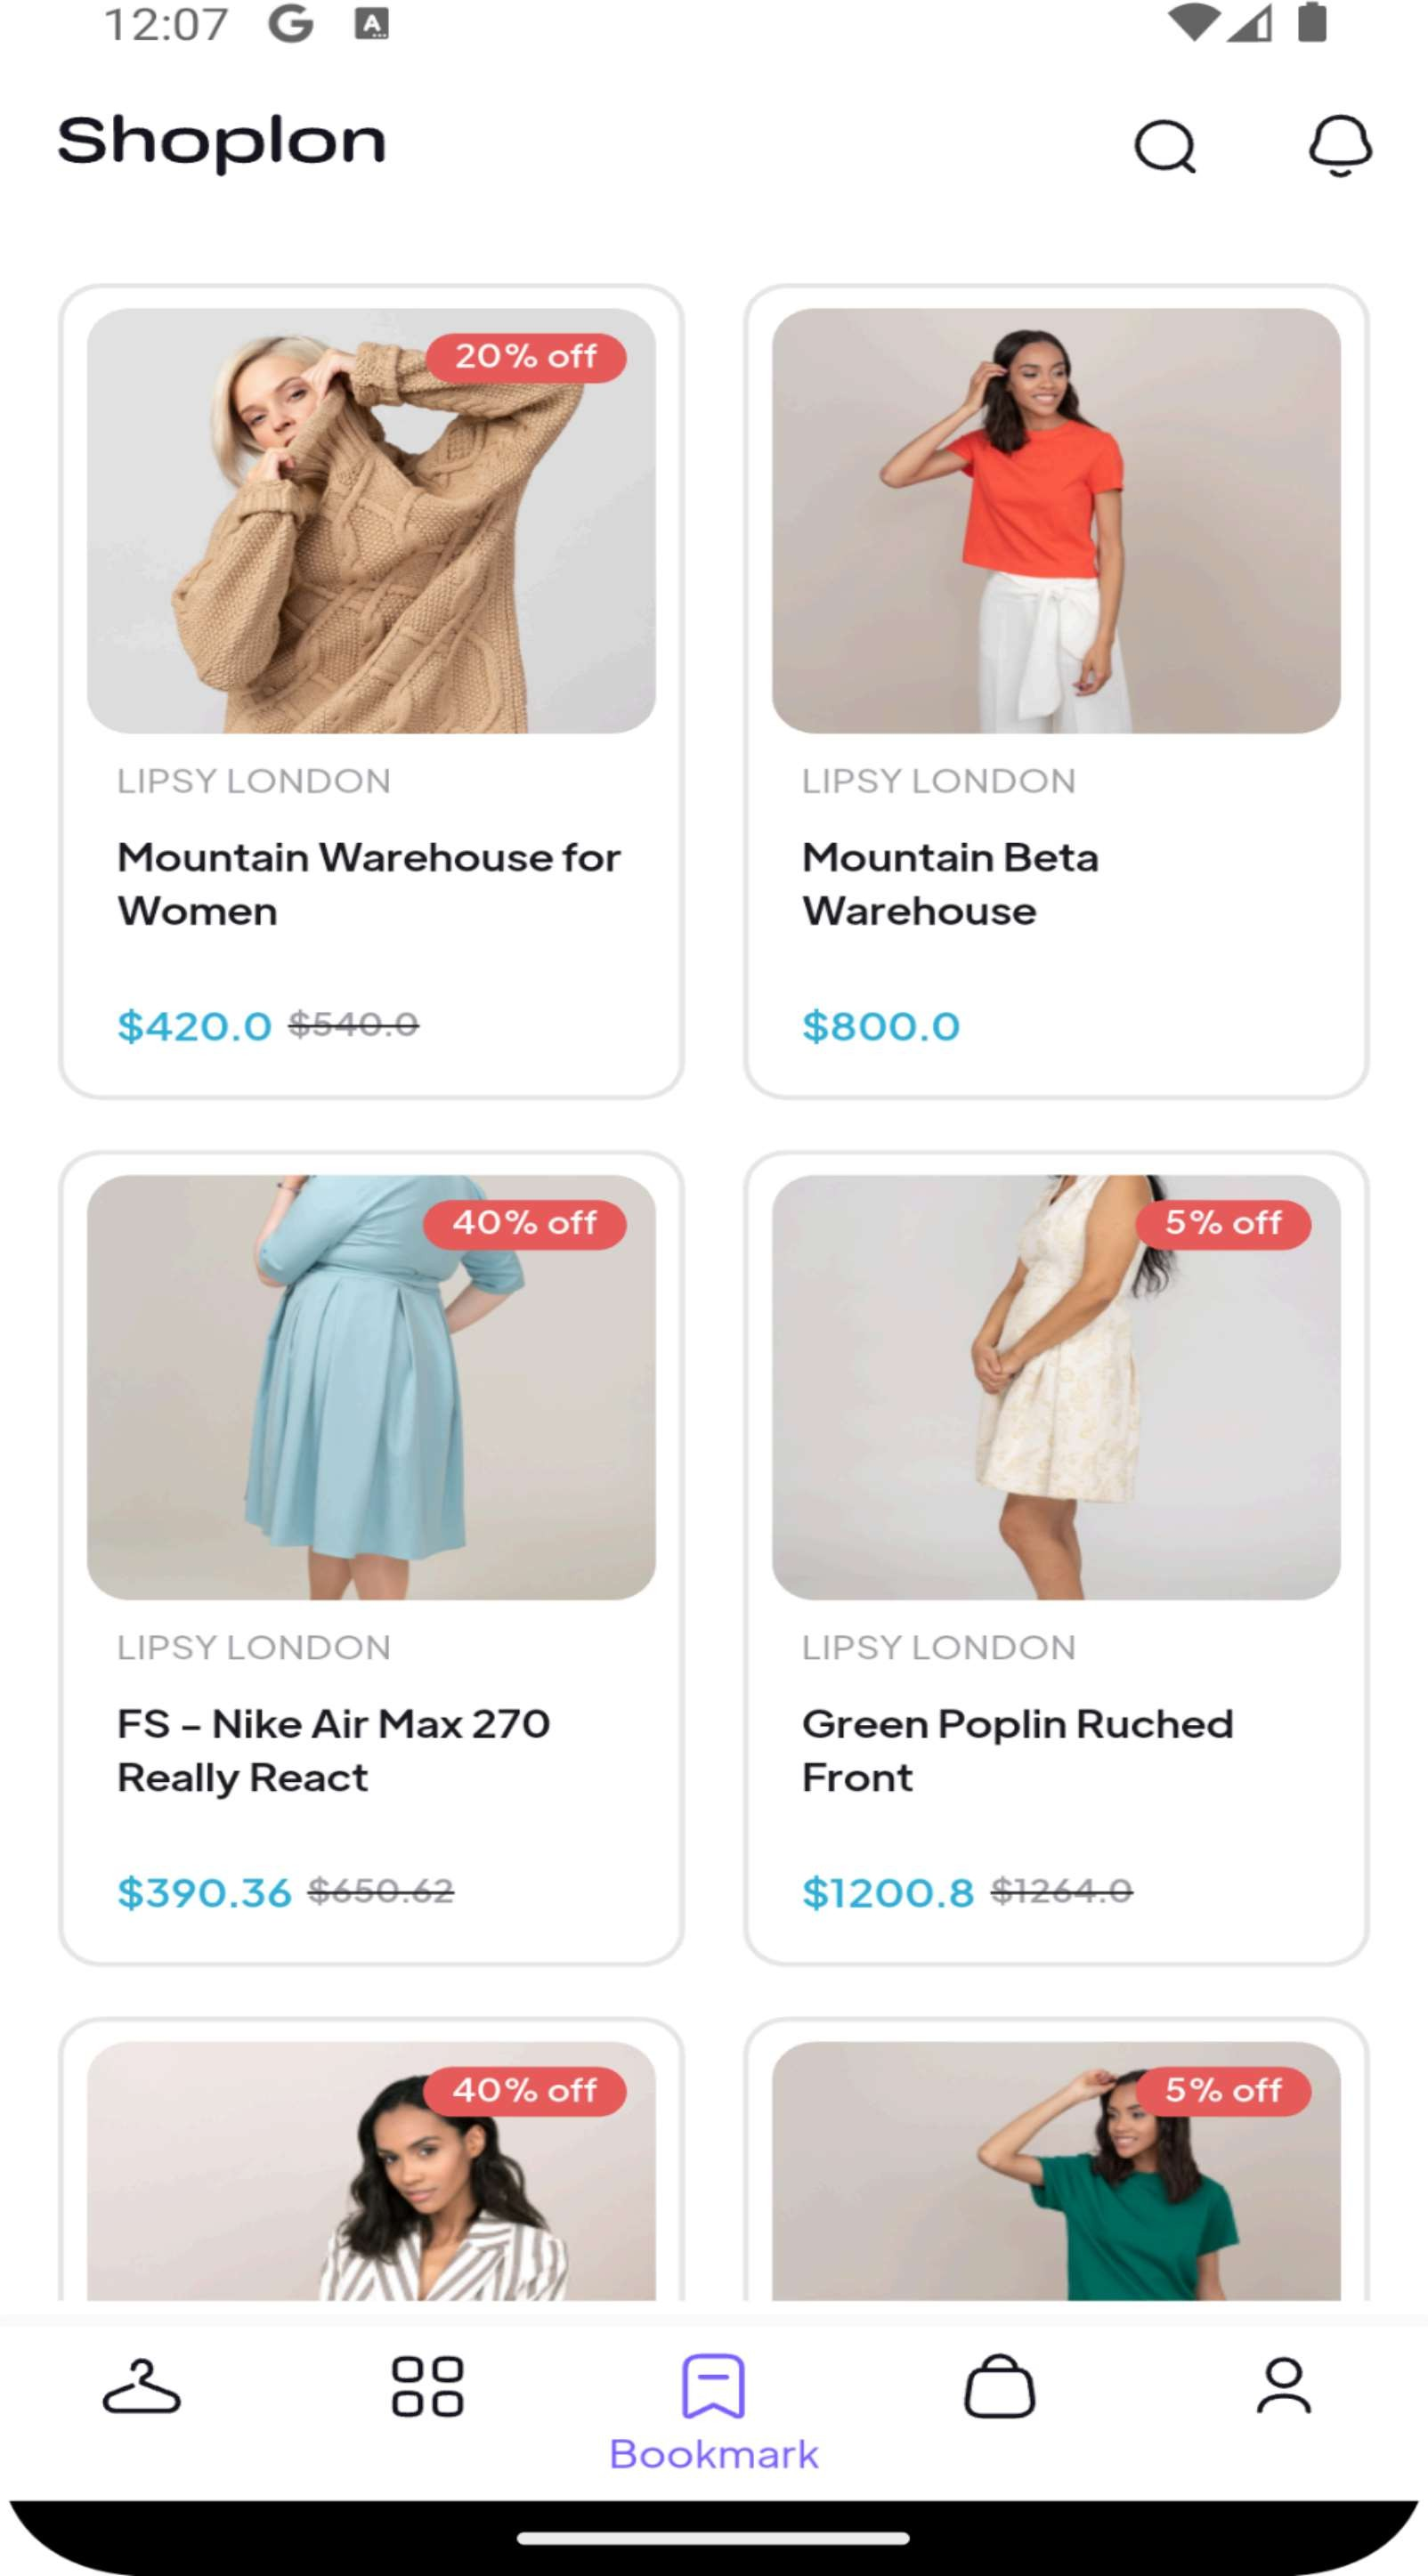 12:07
Shoplon
20% off
LIPSY LONDON
Mountain Warehouse for
Women
$420.0 $540.0
LIPSY LONDON
Mountain Beta
Warehouse
$800.0
40% off
LIPSY LONDON
FS - Nike Air Max 270
Really React
$390.36 $650.62
5% off
LIPSY LONDON
Green Poplin Ruched
Front
$1200.8 $1264.0
40% off
5% off
Bookmark